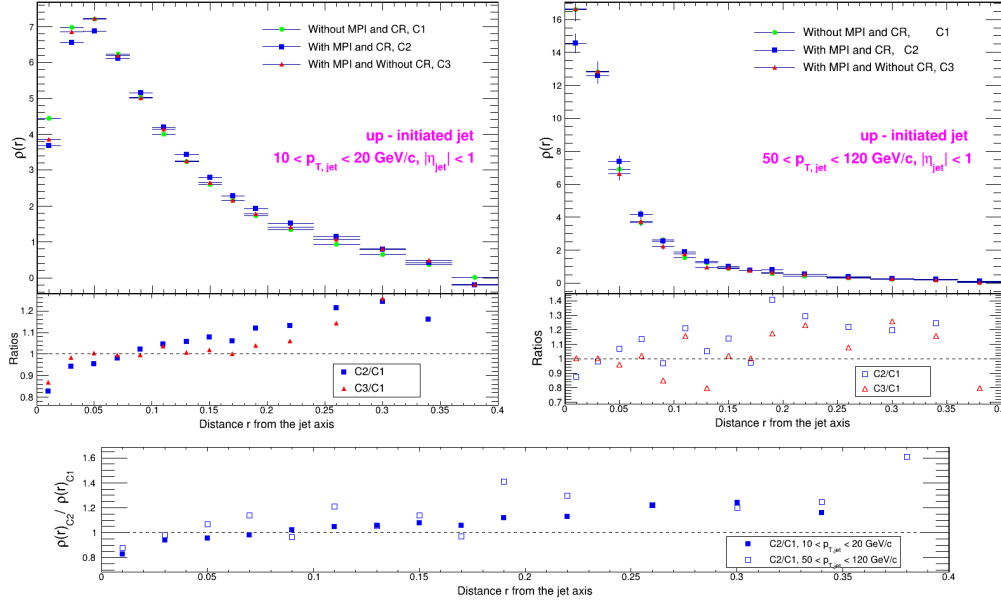 7
6
5
4
3
2
1
0
ρ(r)
Without MPI and CR, C1
With MPI and CR, C2
With MPI and Without CR, C3
up - initiated jet
10 < p_T, jet < 20 GeV/c, |η_jet| < 1
1.2
1.1
1
0.9
0.8
Ratios
C2/C1
C3/C1
0 0.05 0.1 0.15 0.2 0.25 0.3 0.35 0.4
Distance r from the jet axis
16
14
12
10
8
6
4
2
0
ρ(r)
Without MPI and CR, C1
With MPI and CR, C2
With MPI and Without CR, C3
up - initiated jet
50 < p_T, jet < 120 GeV/c, |η_jet| < 1
1.4
1.3
1.2
1.1
1
0.9
0.8
0.7
Ratios
C2/C1
C3/C1
0 0.05 0.1 0.15 0.2 0.25 0.3 0.35 0.4
Distance r from the jet axis
1.6
1.4
1.2
1
0.8
ρ(r)_C2 / ρ(r)_C1
C2/C1, 10 < p_T,jet < 20 GeV/c
C2/C1, 50 < p_T,jet < 120 GeV/c
0 0.05 0.1 0.15 0.2 0.25 0.3 0.35 0.4
Distance r from the jet axis